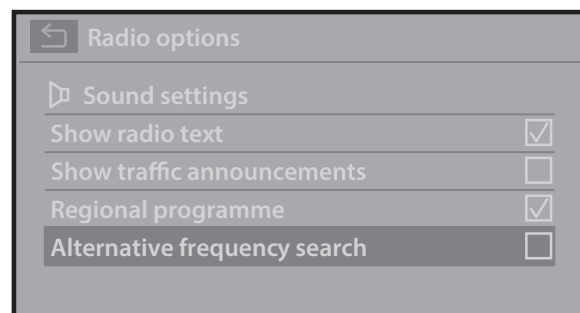 Radio options
Sound settings
Show radio text
Show traffic announcements
Regional programme
Alternative frequency search